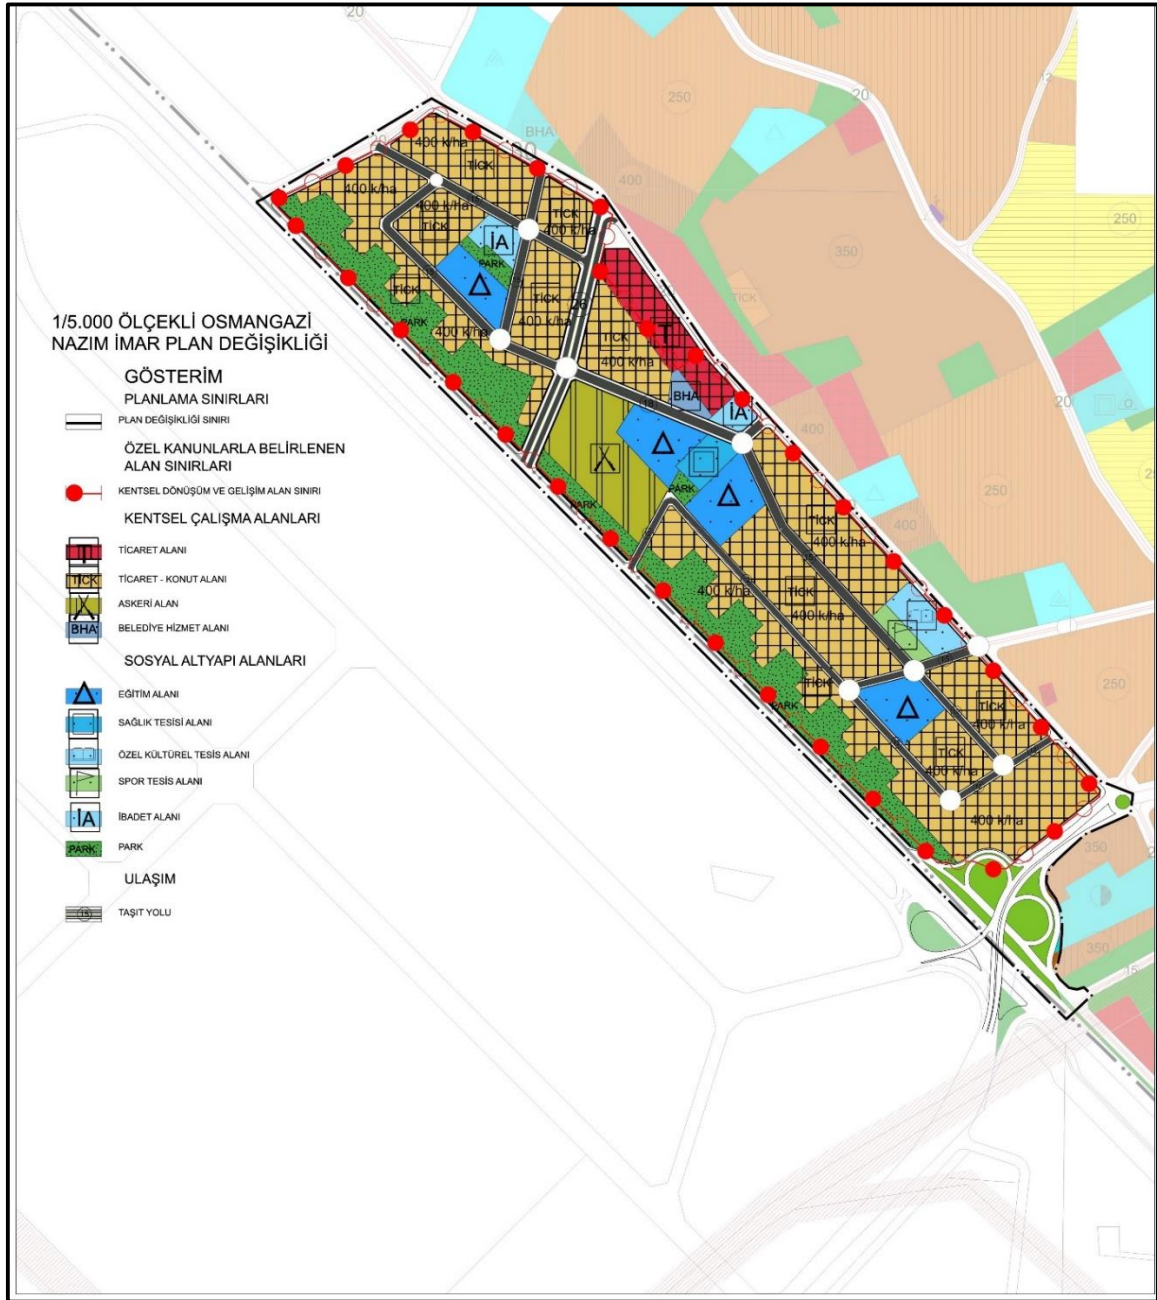 1/5.000 ÖLÇEKLİ OSMANGAZİ
NAZIM İMAR PLAN DEĞİŞİKLİĞİ
GÖSTERİM
PLANLAMA SINIRLARI
PLAN DEĞİŞİKLİĞİ SINIRI
ÖZEL KANUNLARLA BELİRLENEN
ALAN SINIRLARI
KENTSEL DÖNÜŞÜM VE GELİŞİM ALAN SINIRI
KENTSEL ÇALIŞMA ALANLARI
T TİCARET ALANI
TİCK TİCARET - KONUT ALANI
ASKERİ ALAN
BHA BELEDİYE HİZMET ALANI
SOSYAL ALTYAPI ALANLARI
EĞİTİM ALANI
SAĞLIK TESİSİ ALANI
ÖZEL KÜLTÜREL TESİS ALANI
SPOR TESİS ALANI
İA İBADET ALANI
PARK PARK
ULAŞIM
15 TAŞIT YOLU
20
250
20
BHA
400
250
350
TİCK
20
400
250
400
250
350
350
400 k/ha
TİCK
400 k/ha
400 k/ha
TİCK
TİCK
400 k/ha
İA
PARK
TİCK
TİCK
400 k/ha
26
PARK
400 k/ha
TİCK
400 k/ha
T
BHA
İA
18
PARK
PARK
TİCK
400 k/ha
400 k/ha
TİCK
400 k/ha
TİCK
PARK
TİCK
400 k/ha
TİCK
400 k/ha
400 k/ha